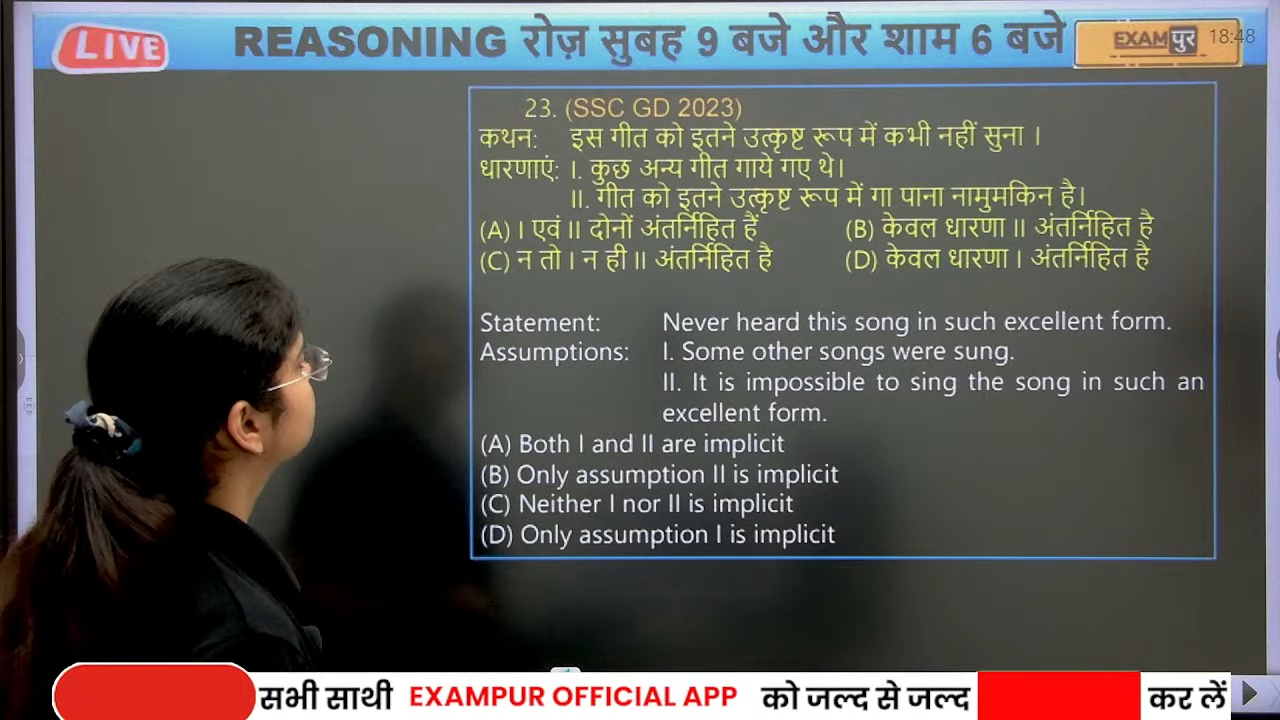 LIVE
REASONING रोज़ सुबह 9 बजे और शाम 6 बजे
EXAMपुर
18:48
23. (SSC GD 2023)
कथन: इस गीत को इतने उत्कृष्ट रूप में कभी नहीं सुना ।
धारणाएं: I. कुछ अन्य गीत गाये गए थे।
II. गीत को इतने उत्कृष्ट रूप में गा पाना नामुमकिन है।
(A) I एवं II दोनों अंतर्निहित हैं (B) केवल धारणा II अंतर्निहित है
(C) न तो I न ही II अंतर्निहित है (D) केवल धारणा I अंतर्निहित है
Statement: Never heard this song in such excellent form.
Assumptions: I. Some other songs were sung.
II. It is impossible to sing the song in such an
excellent form.
(A) Both I and II are implicit
(B) Only assumption II is implicit
(C) Neither I nor II is implicit
(D) Only assumption I is implicit
सभी साथी EXAMPUR OFFICIAL APP को जल्द से जल्द कर लें